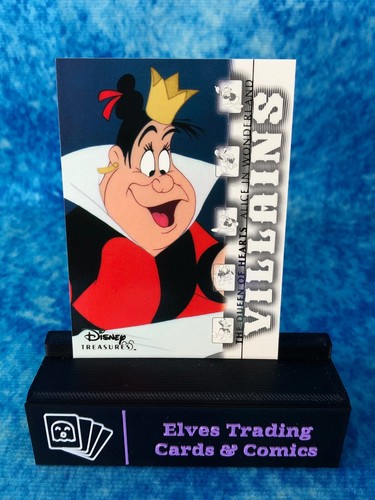 VILLAINS
THE QUEEN OF HEARTS, ALICE IN WONDERLAND
Disney
TREASURES
Elves Trading
Cards & Comics